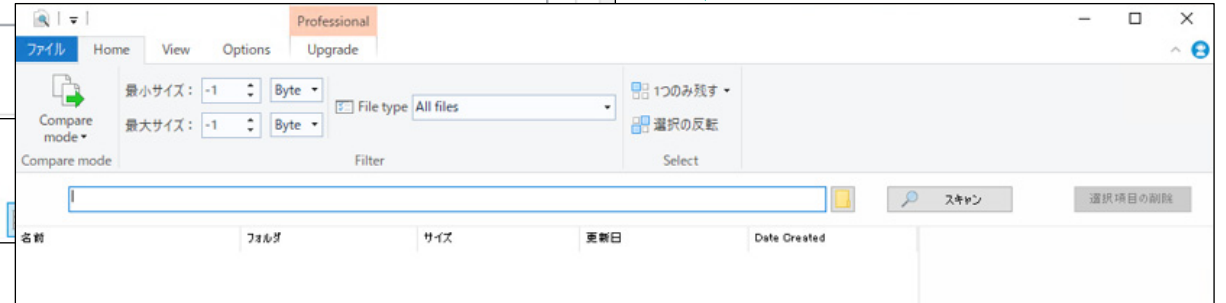 Professional
ファイル Home View Options Upgrade
最小サイズ： -1 Byte
File type All files
1つのみ残す
Compare mode
最大サイズ： -1 Byte
選択の反転
Compare mode Filter Select
スキャン 選択項目の削除
名前 フォルダ サイズ 更新日 Date Created